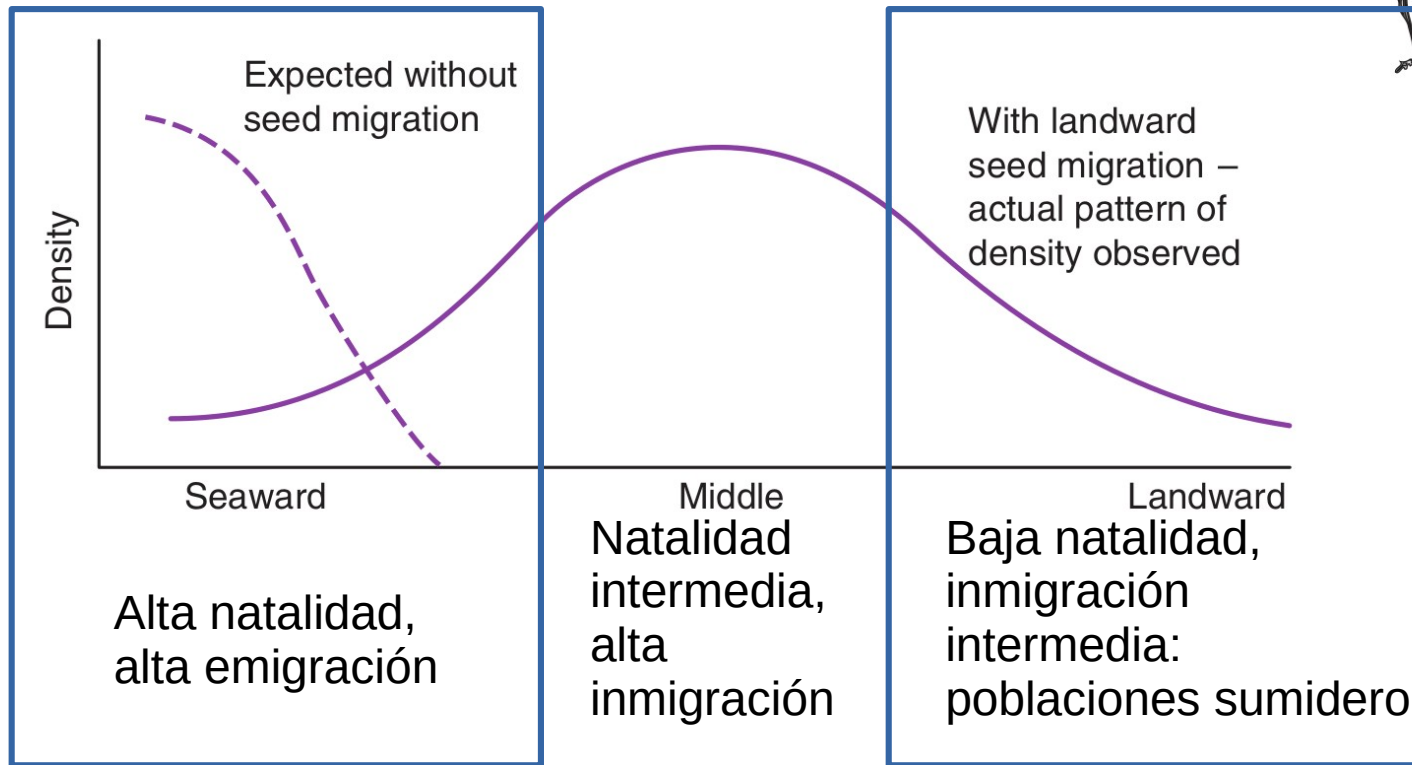 Expected without
seed migration
With landward
seed migration –
actual pattern of
density observed
Density
Seaward
Middle
Landward
Alta natalidad,
alta emigración
Natalidad
intermedia,
alta
inmigración
Baja natalidad,
inmigración
intermedia:
poblaciones sumidero